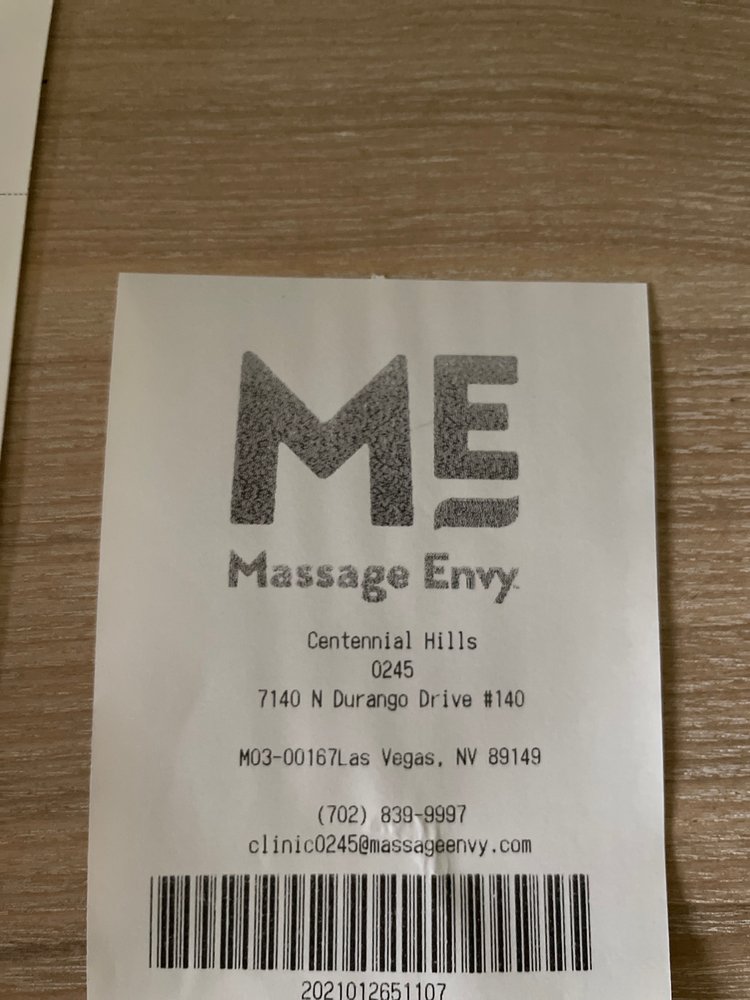 ME
Massage Envy
Centennial Hills
0245
7140 N Durango Drive #140
M03-00167Las Vegas, NV 89149
(702) 839-9997
clinic0245@massageenvy.com
2021012651107